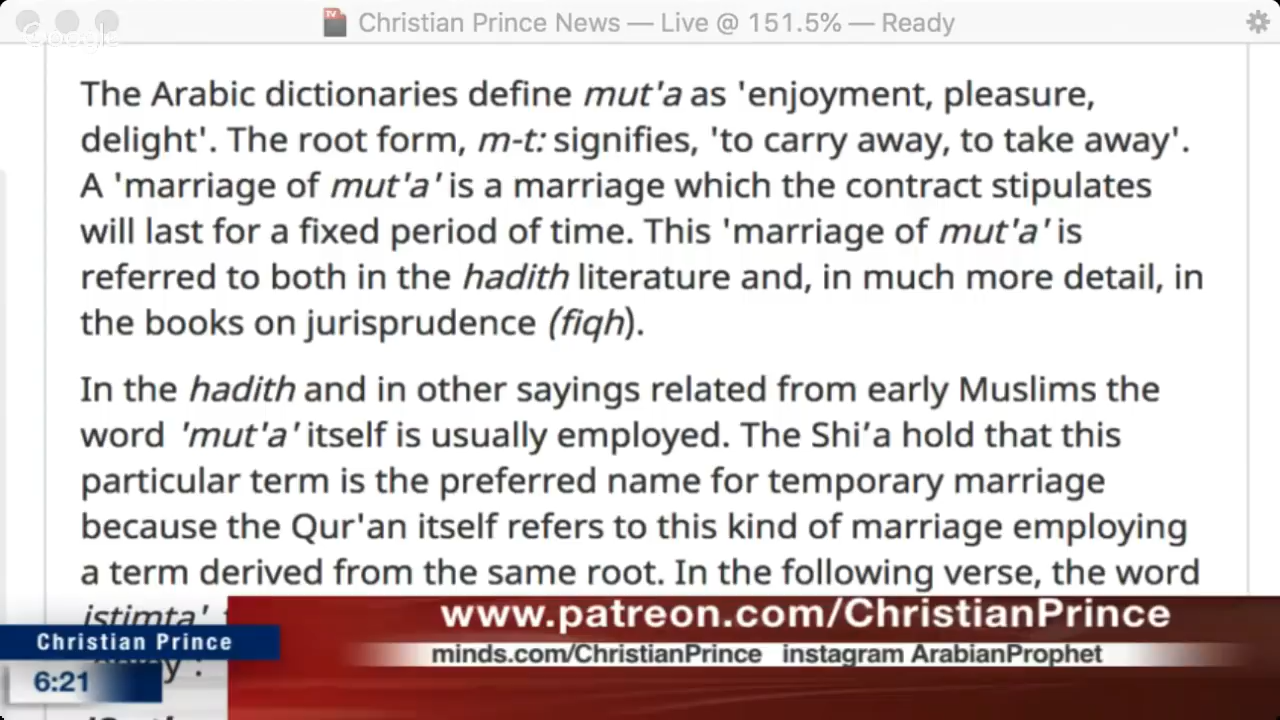 Christian Prince News — Live @ 151.5% — Ready
Google
The Arabic dictionaries define mut'a as 'enjoyment, pleasure,
delight'. The root form, m-t: signifies, 'to carry away, to take away'.
A 'marriage of mut'a' is a marriage which the contract stipulates
will last for a fixed period of time. This 'marriage of mut'a' is
referred to both in the hadith literature and, in much more detail, in
the books on jurisprudence (fiqh).
In the hadith and in other sayings related from early Muslims the
word 'mut'a' itself is usually employed. The Shi’a hold that this
particular term is the preferred name for temporary marriage
because the Qur'an itself refers to this kind of marriage employing
a term derived from the same root. In the following verse, the word
istimta'
www.patreon.com/ChristianPrince
Christian Prince
minds.com/ChristianPrince instagram ArabianProphet
6:21